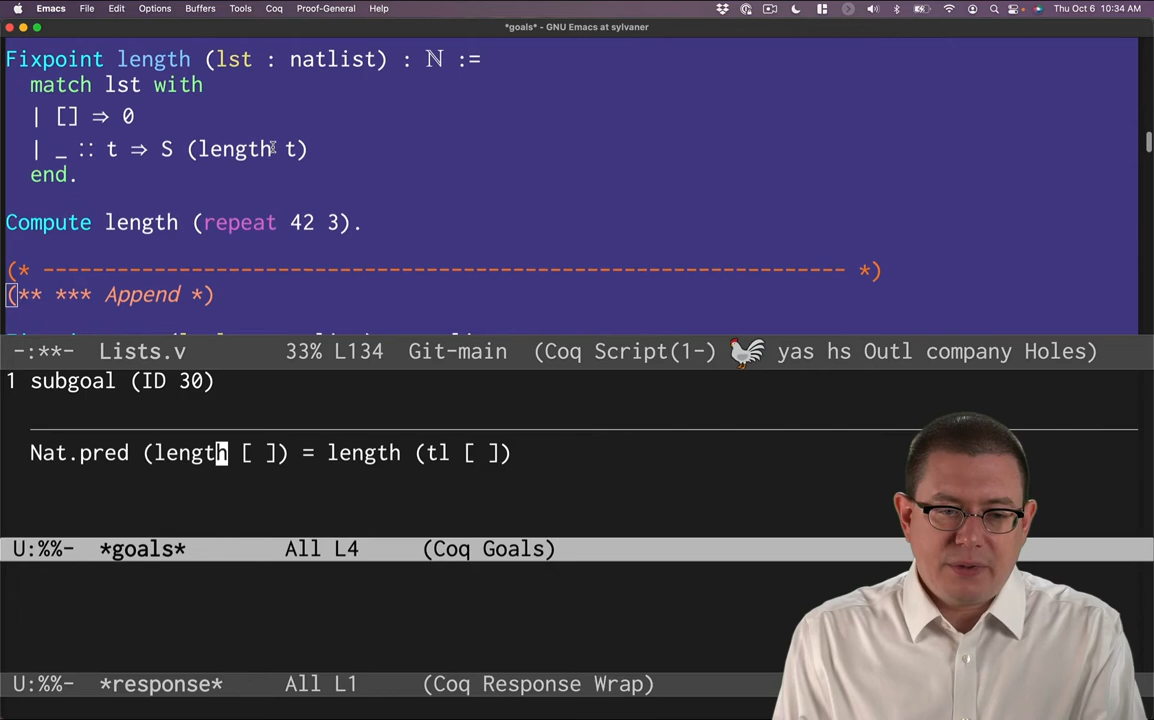 Emacs File Edit Options Buffers Tools Coq Proof-General Help Thu Oct 6 10:34 AM
*goals* - GNU Emacs at sylvaner
Fixpoint length (lst : natlist) : ℕ :=
match lst with
| [] ⇒ 0
| _ :: t ⇒ S (length t)
end.
Compute length (repeat 42 3).
(* ------------------------------------------------------------------ *)
(** *** Append *)
-:**- Lists.v 33% L134 Git-main (Coq Script(1-) yas hs Outl company Holes)
1 subgoal (ID 30)
Nat.pred (length [ ]) = length (tl [ ])
U:%%- *goals* All L4 (Coq Goals)
U:%%- *response* All L1 (Coq Response Wrap)